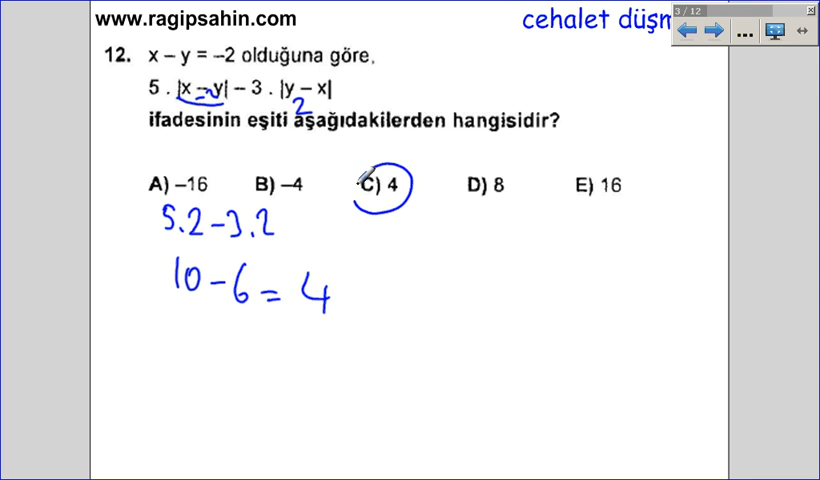 www.ragipsahin.com
cehalet düşm
3 / 12
12. x – y = –2 olduğuna göre,
5 . |x – y| – 3 . |y – x|
–2
2
ifadesinin eşiti aşağıdakilerden hangisidir?
A) –16 B) –4 C) 4 D) 8 E) 16
5.2 – 3.2
10 – 6 = 4